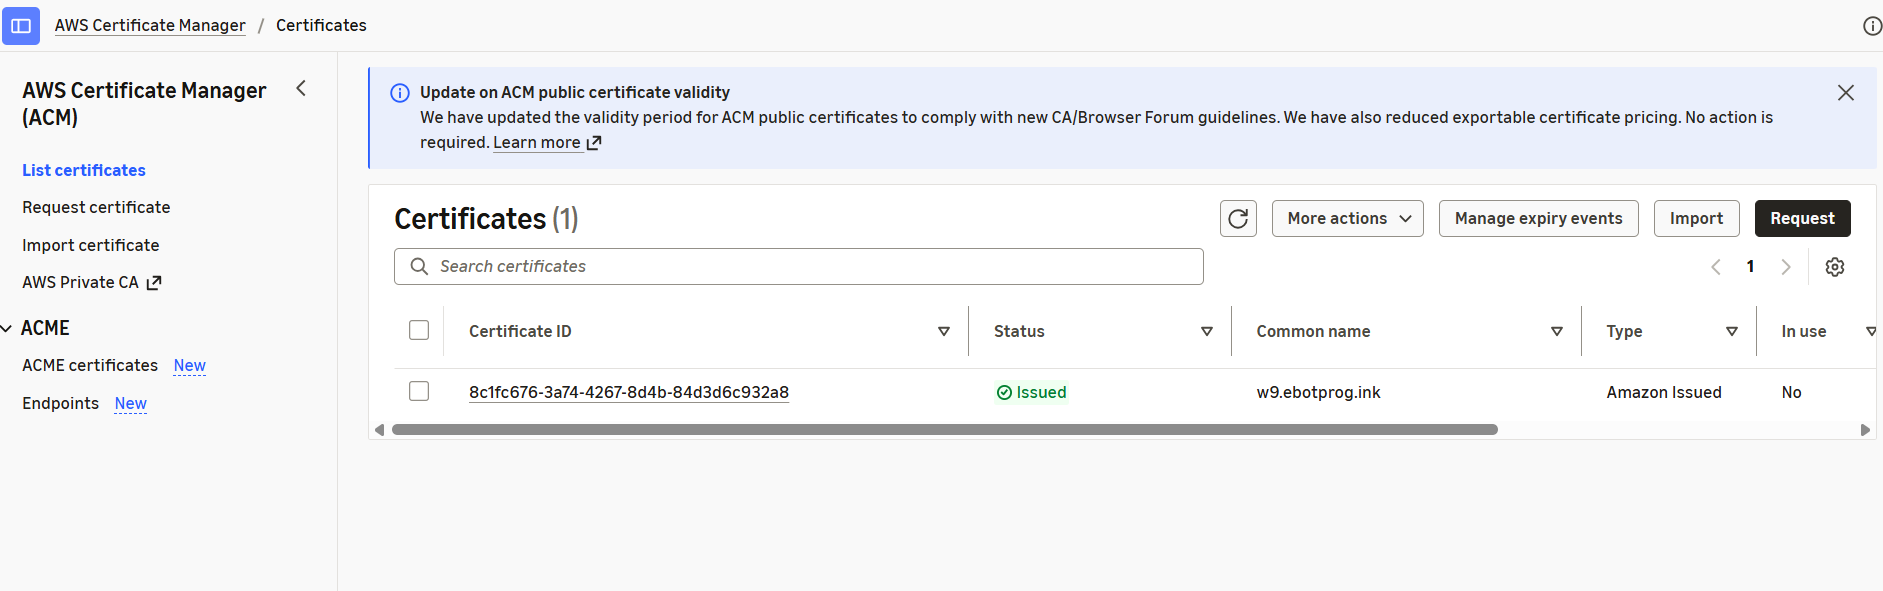 AWS Certificate Manager / Certificates
AWS Certificate Manager
(ACM)
List certificates
Request certificate
Import certificate
AWS Private CA
ACME
ACME certificates New
Endpoints New
Update on ACM public certificate validity
We have updated the validity period for ACM public certificates to comply with new CA/Browser Forum guidelines. We have also reduced exportable certificate pricing. No action is
required. Learn more
Certificates (1)
More actions
Manage expiry events
Import
Request
Search certificates
1
Certificate ID Status Common name Type In use
8c1fc676-3a74-4267-8d4b-84d3d6c932a8 Issued w9.ebotprog.ink Amazon Issued No